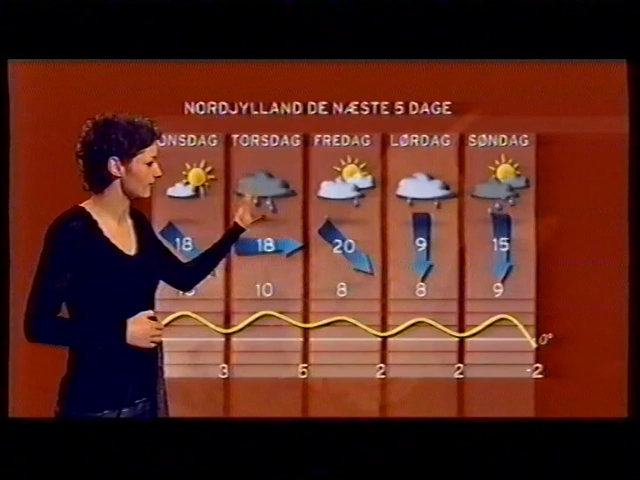 NORDJYLLAND DE NÆSTE 5 DAGE
ONSDAG TORSDAG FREDAG LØRDAG SØNDAG
18 18 20 9 15
10 8 8 9
0°
3 5 2 2 -2